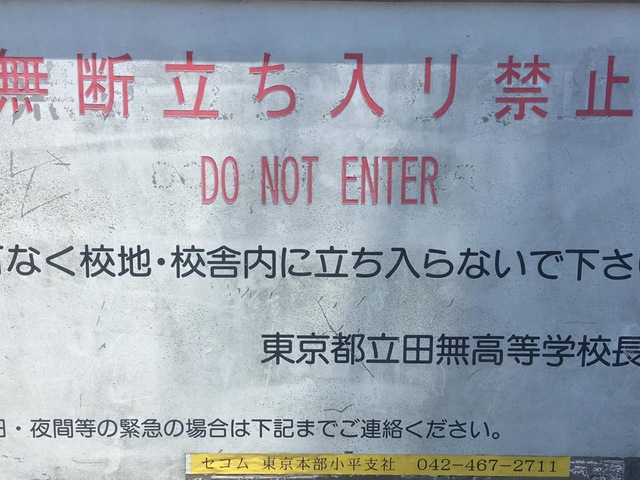 無断立ち入り禁止
DO NOT ENTER
なく校地・校舎内に立ち入らないで下さ
東京都立田無高等学校長
・夜間等の緊急の場合は下記までご連絡ください。
セコム 東京本部小平支社 042-467-2711